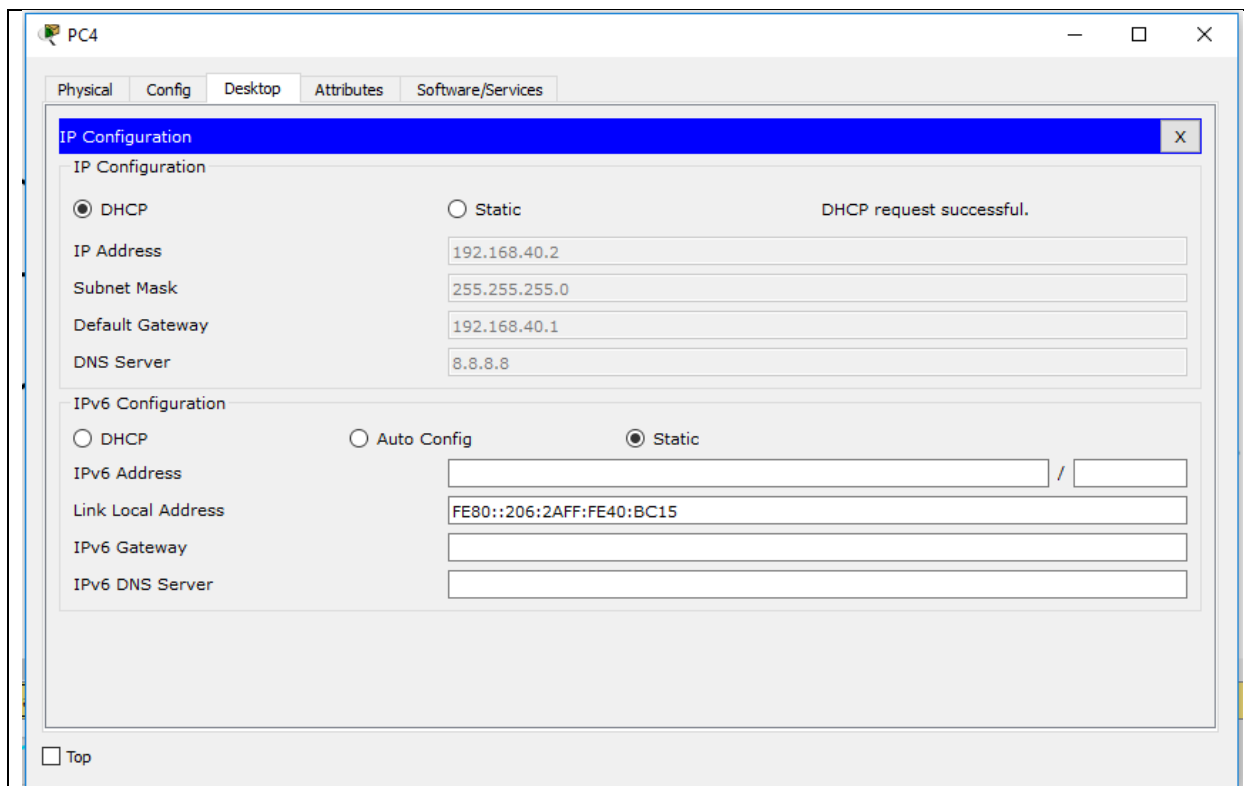 PC4
Physical Config Desktop Attributes Software/Services
IP Configuration X
IP Configuration
DHCP Static DHCP request successful.
IP Address 192.168.40.2
Subnet Mask 255.255.255.0
Default Gateway 192.168.40.1
DNS Server 8.8.8.8
IPv6 Configuration
DHCP Auto Config Static
IPv6 Address /
Link Local Address FE80::206:2AFF:FE40:BC15
IPv6 Gateway
IPv6 DNS Server
Top